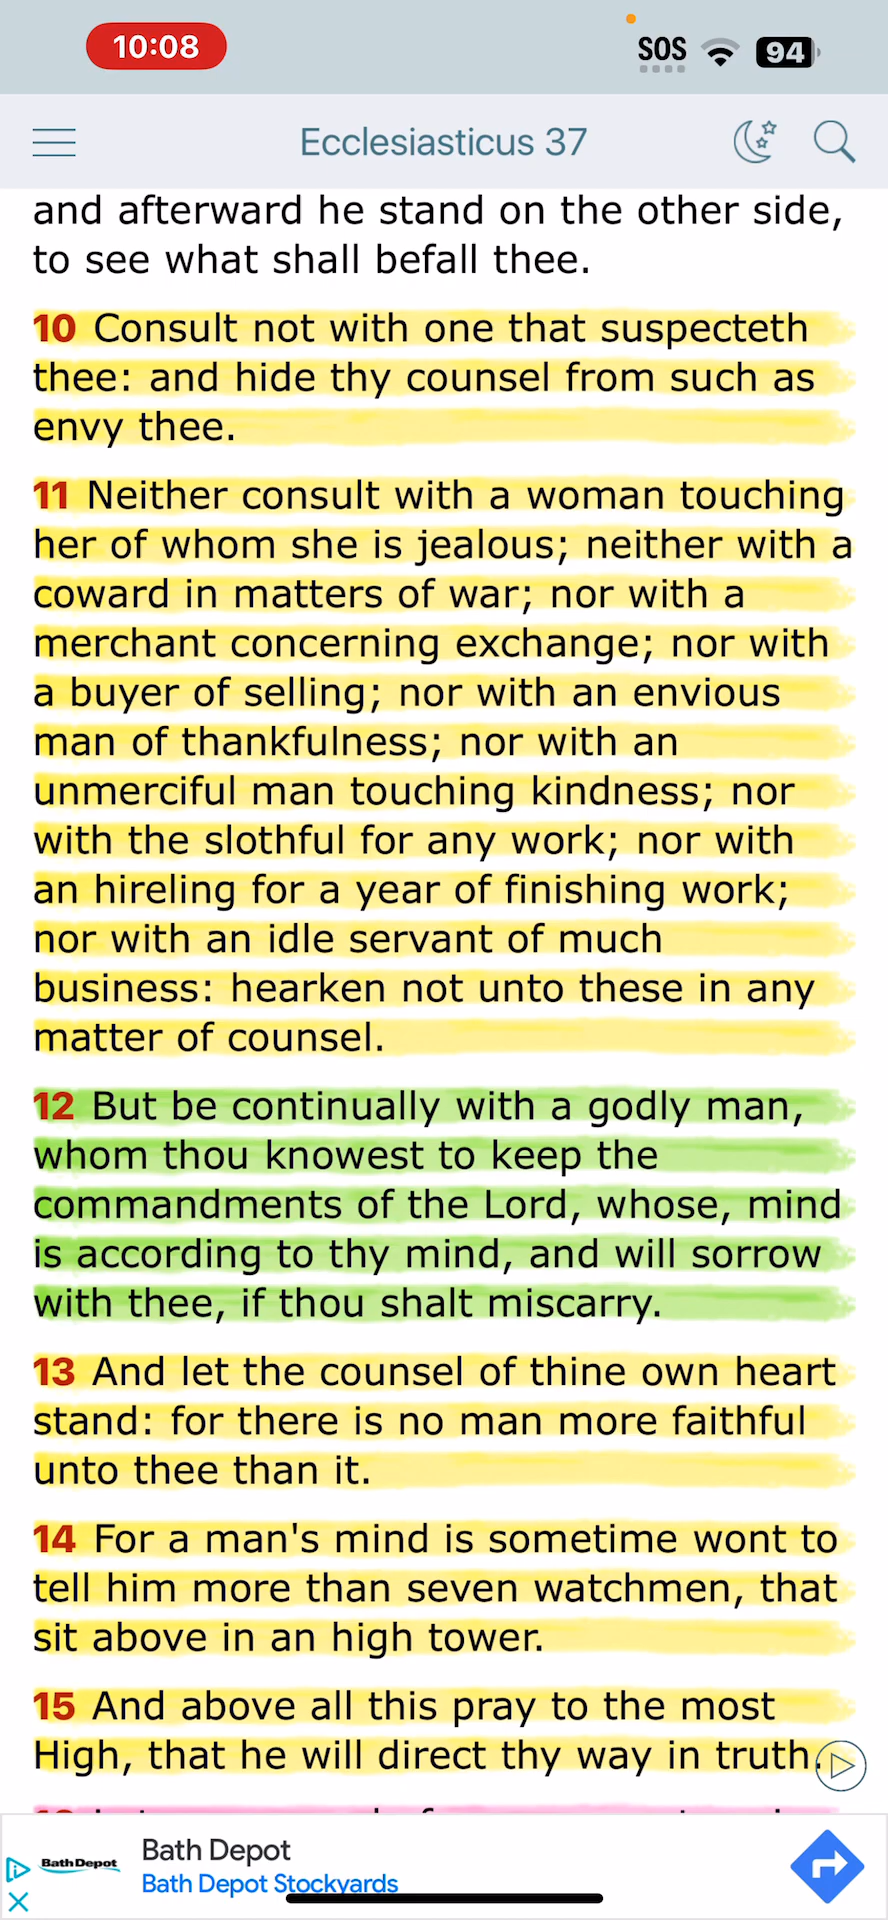 10:08
SOS
94
Ecclesiasticus 37
and afterward he stand on the other side,
to see what shall befall thee.
10 Consult not with one that suspecteth
thee: and hide thy counsel from such as
envy thee.
11 Neither consult with a woman touching
her of whom she is jealous; neither with a
coward in matters of war; nor with a
merchant concerning exchange; nor with
a buyer of selling; nor with an envious
man of thankfulness; nor with an
unmerciful man touching kindness; nor
with the slothful for any work; nor with
an hireling for a year of finishing work;
nor with an idle servant of much
business: hearken not unto these in any
matter of counsel.
12 But be continually with a godly man,
whom thou knowest to keep the
commandments of the Lord, whose, mind
is according to thy mind, and will sorrow
with thee, if thou shalt miscarry.
13 And let the counsel of thine own heart
stand: for there is no man more faithful
unto thee than it.
14 For a man's mind is sometime wont to
tell him more than seven watchmen, that
sit above in an high tower.
15 And above all this pray to the most
High, that he will direct thy way in truth.
Bath Depot
BathDepot
Bath Depot Stockyards